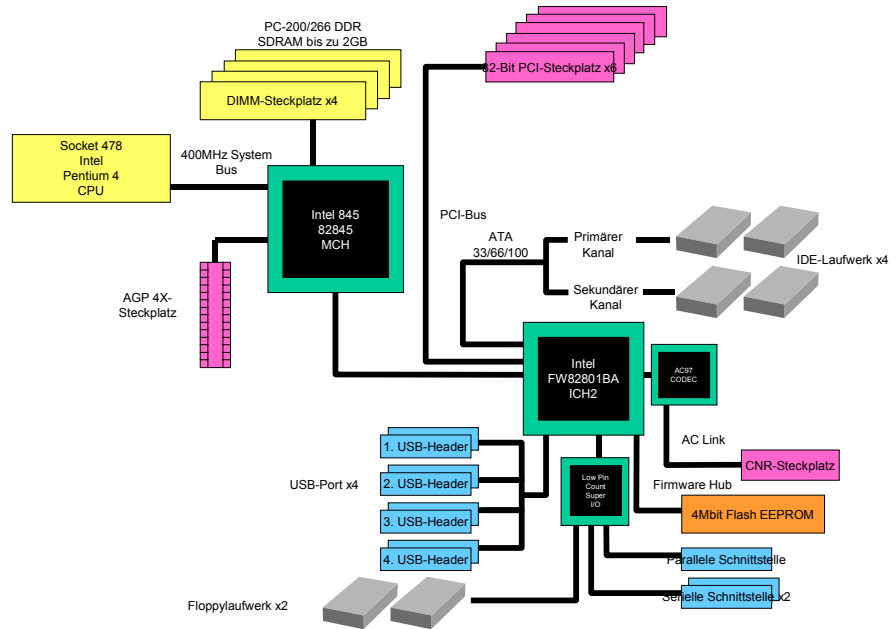 PC-200/266 DDR
SDRAM bis zu 2GB
DIMM-Steckplatz x4
32-Bit PCI-Steckplatz x6
Socket 478
Intel
Pentium 4
CPU
400MHz System
Bus
Intel 845
82845
MCH
PCI-Bus
ATA
33/66/100
Primärer
Kanal
Sekundärer
Kanal
IDE-Laufwerk x4
AGP 4X-
Steckplatz
Intel
FW82801BA
ICH2
AC97
CODEC
AC Link
CNR-Steckplatz
1. USB-Header
2. USB-Header
3. USB-Header
4. USB-Header
USB-Port x4
Low Pin
Count
Super
I/O
Firmware Hub
4Mbit Flash EEPROM
Parallele Schnittstelle
Serielle Schnittstelle x2
Floppylaufwerk x2